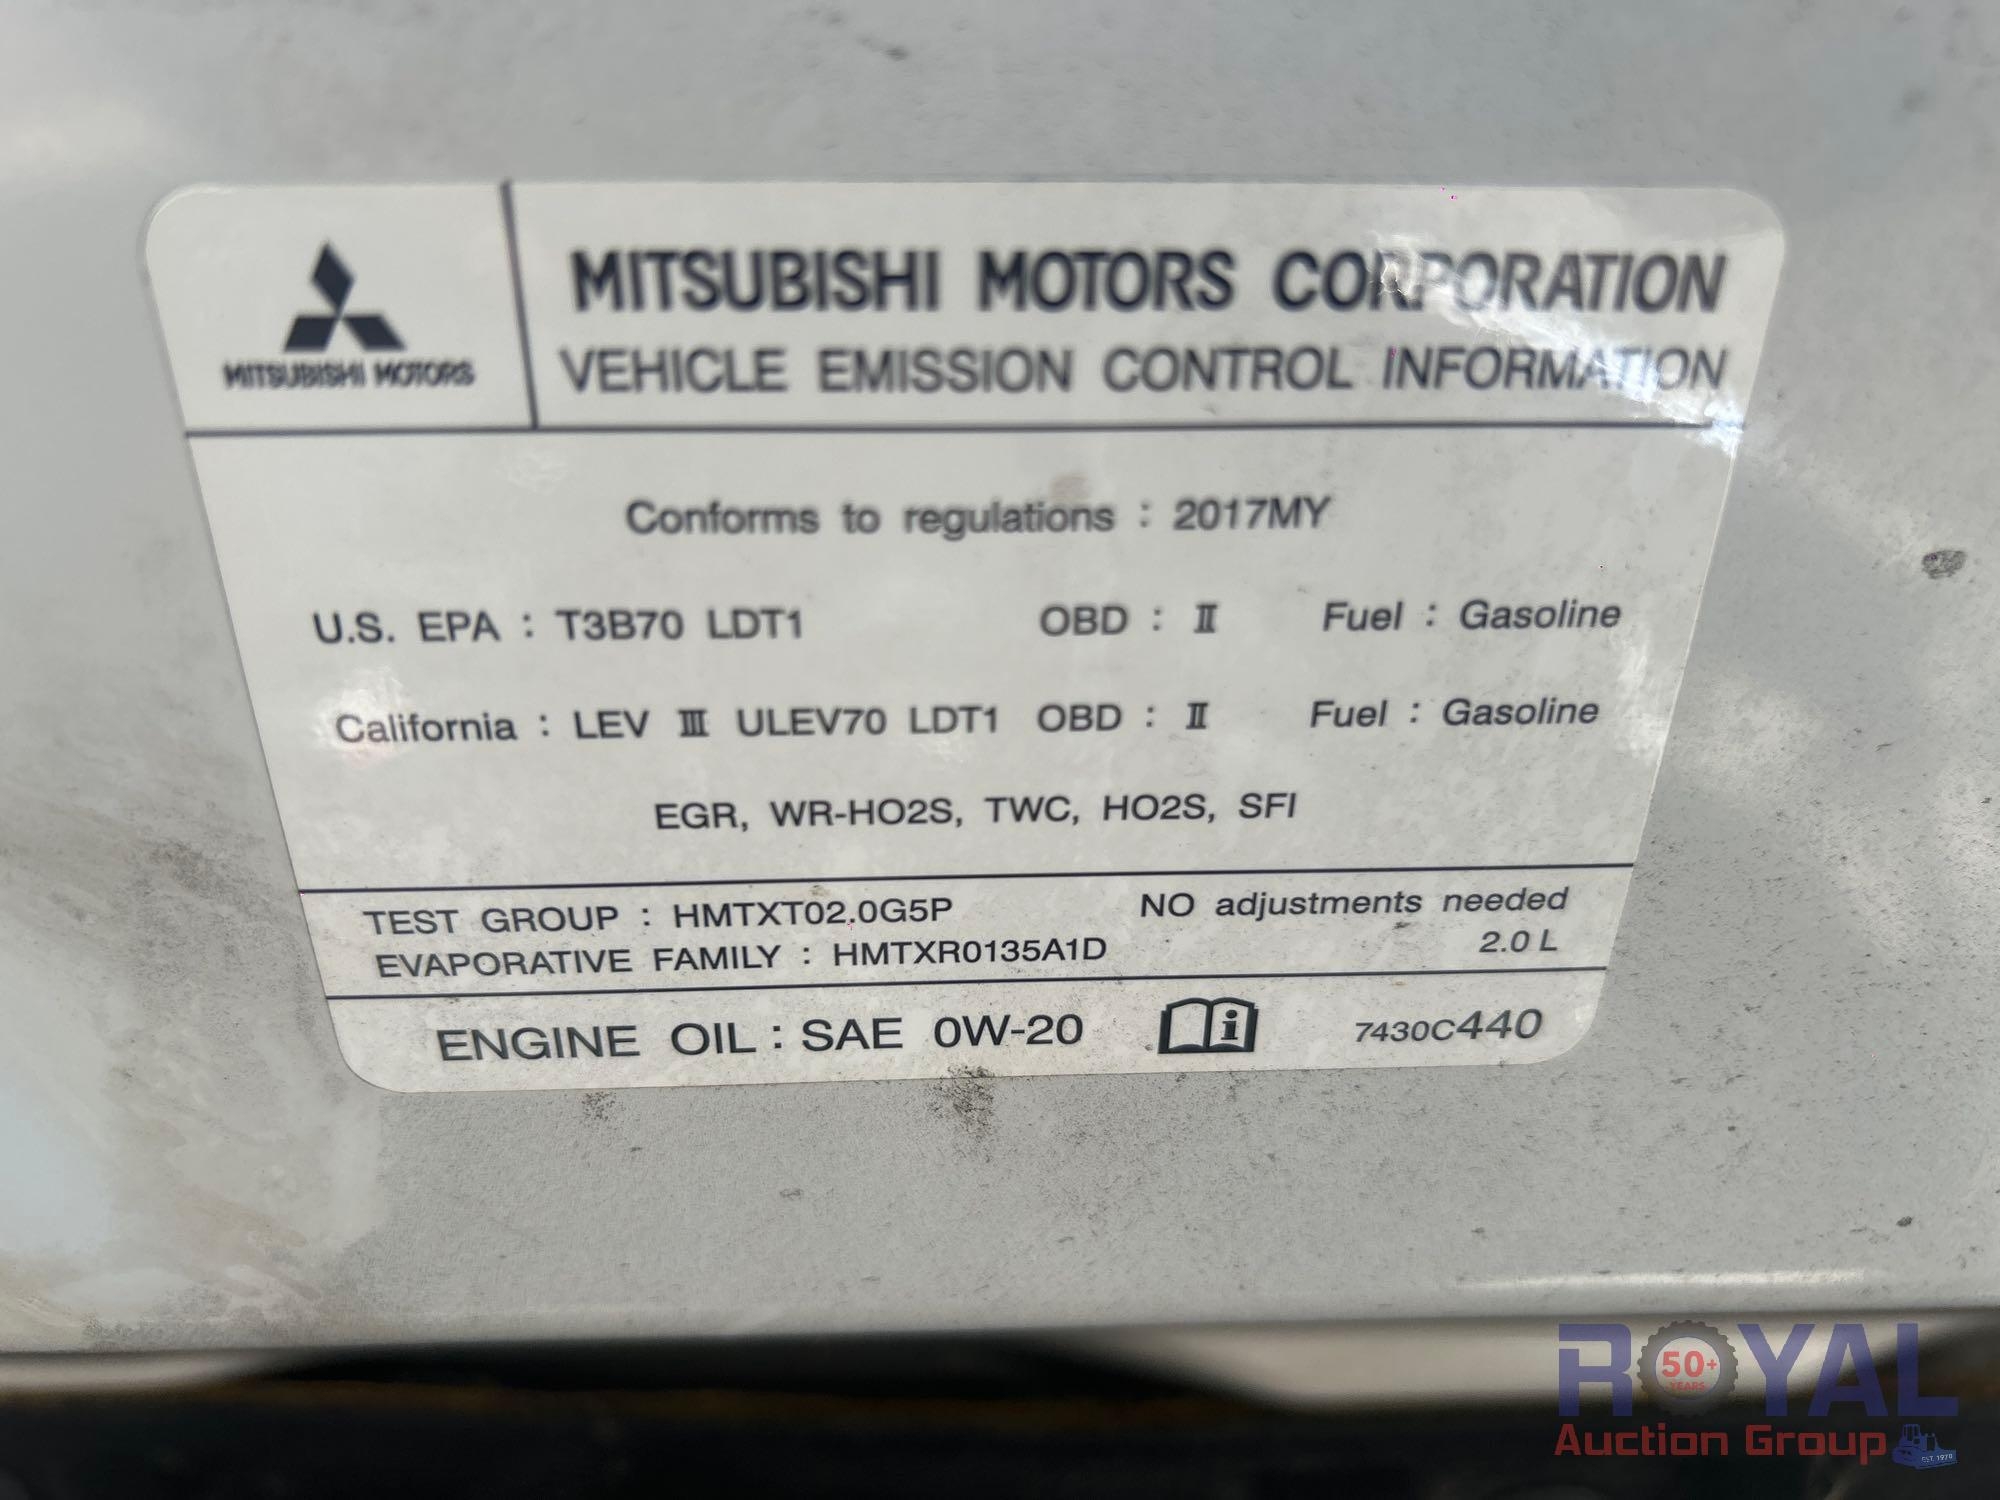 MITSUBISHI MOTORS
MITSUBISHI MOTORS CORPORATION
VEHICLE EMISSION CONTROL INFORMATION
Conforms to regulations : 2017MY
U.S. EPA : T3B70 LDT1 OBD : II Fuel : Gasoline
California : LEV III ULEV70 LDT1 OBD : II Fuel : Gasoline
EGR, WR-HO2S, TWC, HO2S, SFI
TEST GROUP : HMTXT02.0G5P NO adjustments needed
EVAPORATIVE FAMILY : HMTXR0135A1D 2.0 L
ENGINE OIL : SAE 0W-20 i 7430C440
ROYAL
50+
YEARS
Auction Group
EST. 1970